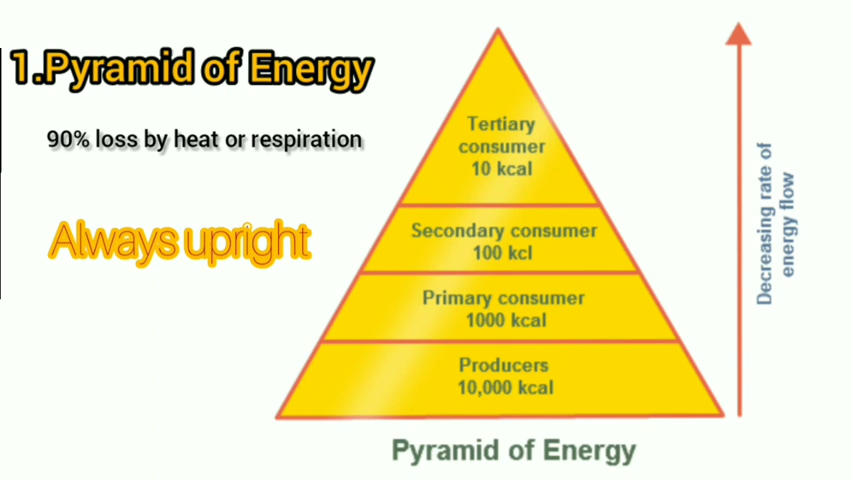 1.Pyramid of Energy
90% loss by heat or respiration
Always upright
Tertiary
consumer
10 kcal
Secondary consumer
100 kcl
Primary consumer
1000 kcal
Producers
10,000 kcal
Decreasing rate of
energy flow
Pyramid of Energy